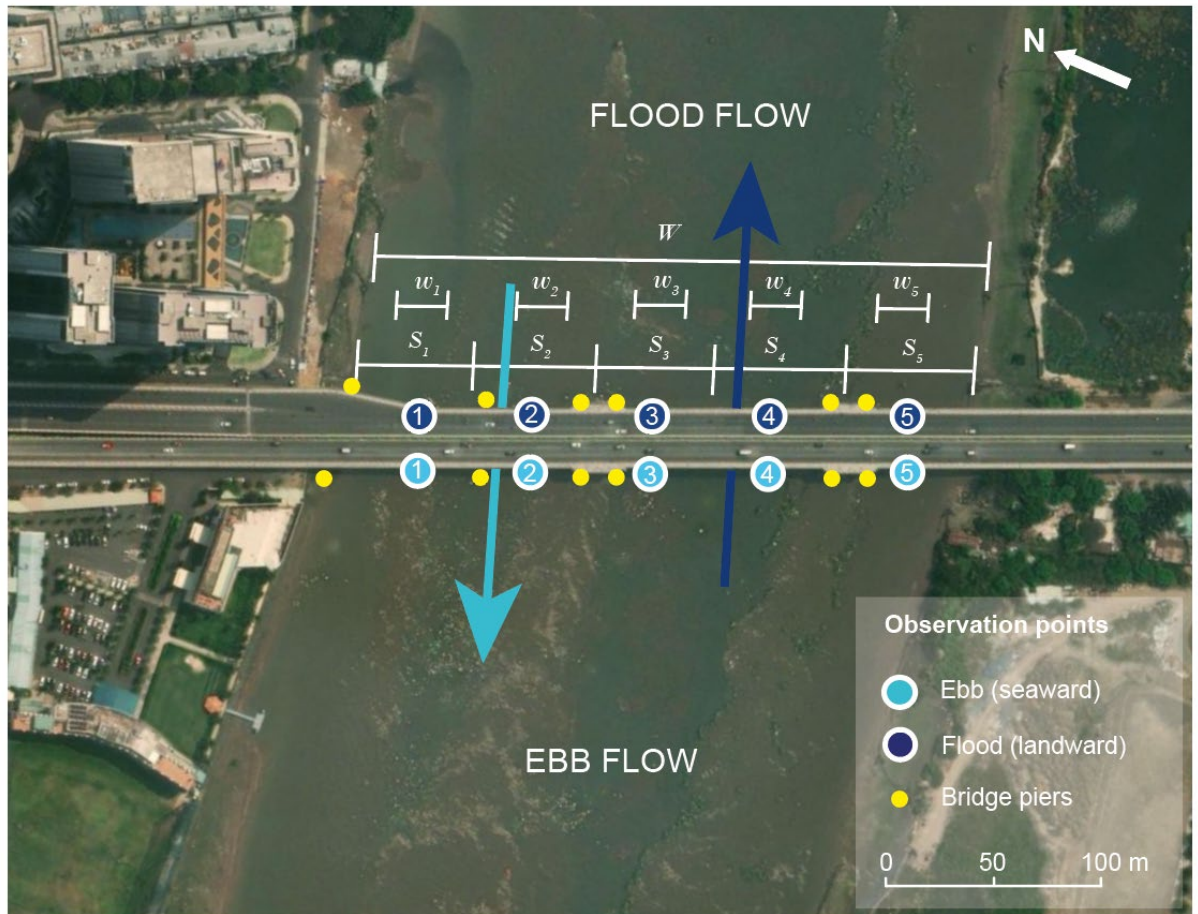 N
FLOOD FLOW
W
w1 w2 w3 w4 w5
S1 S2 S3 S4 S5
1 2 3 4 5
1 2 3 4 5
EBB FLOW
Observation points
Ebb (seaward)
Flood (landward)
Bridge piers
0 50 100 m